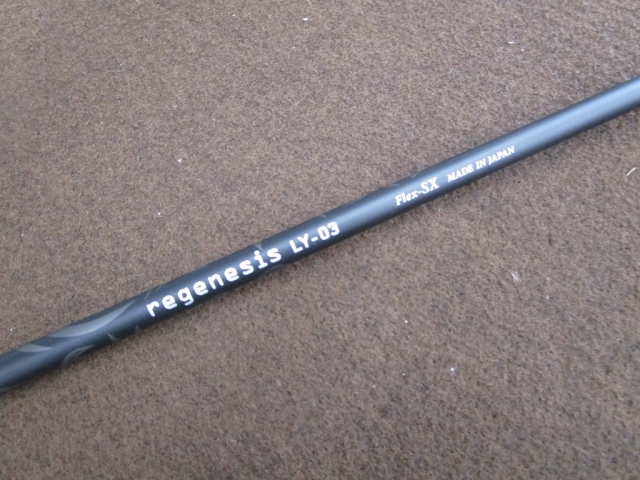 regenesis LY-03 Flex-SX MADE IN JAPAN